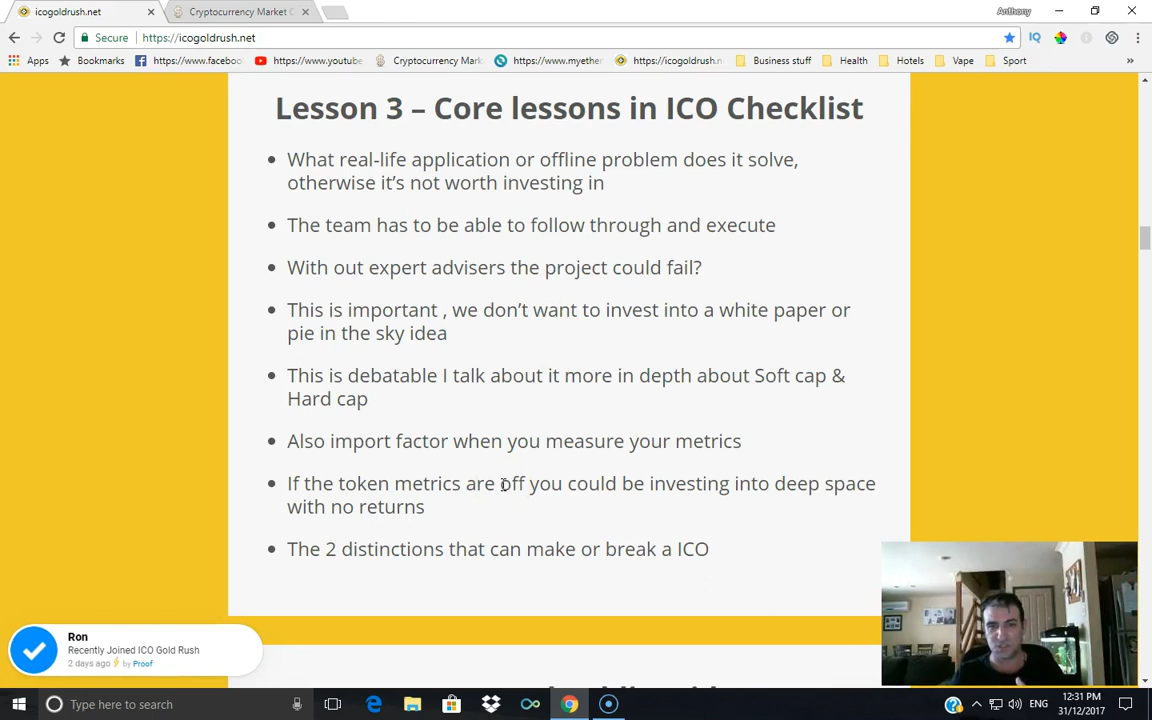 icogoldrush.net
Cryptocurrency Market C
Anthony
Secure
https://icogoldrush.net
IQ
Apps
Bookmarks
https://www.faceboo
https://www.youtube
Cryptocurrency Mark
https://www.myether
https://icogoldrush.n
Business stuff
Health
Hotels
Vape
Sport
Lesson 3 – Core lessons in ICO Checklist
What real-life application or offline problem does it solve,
otherwise it's not worth investing in
The team has to be able to follow through and execute
With out expert advisers the project could fail?
This is important , we don't want to invest into a white paper or
pie in the sky idea
This is debatable I talk about it more in depth about Soft cap &
Hard cap
Also import factor when you measure your metrics
If the token metrics are off you could be investing into deep space
with no returns
The 2 distinctions that can make or break a ICO
Ron
Recently Joined ICO Gold Rush
2 days ago ⚡ by Proof
Type here to search
ENG
12:31 PM
31/12/2017